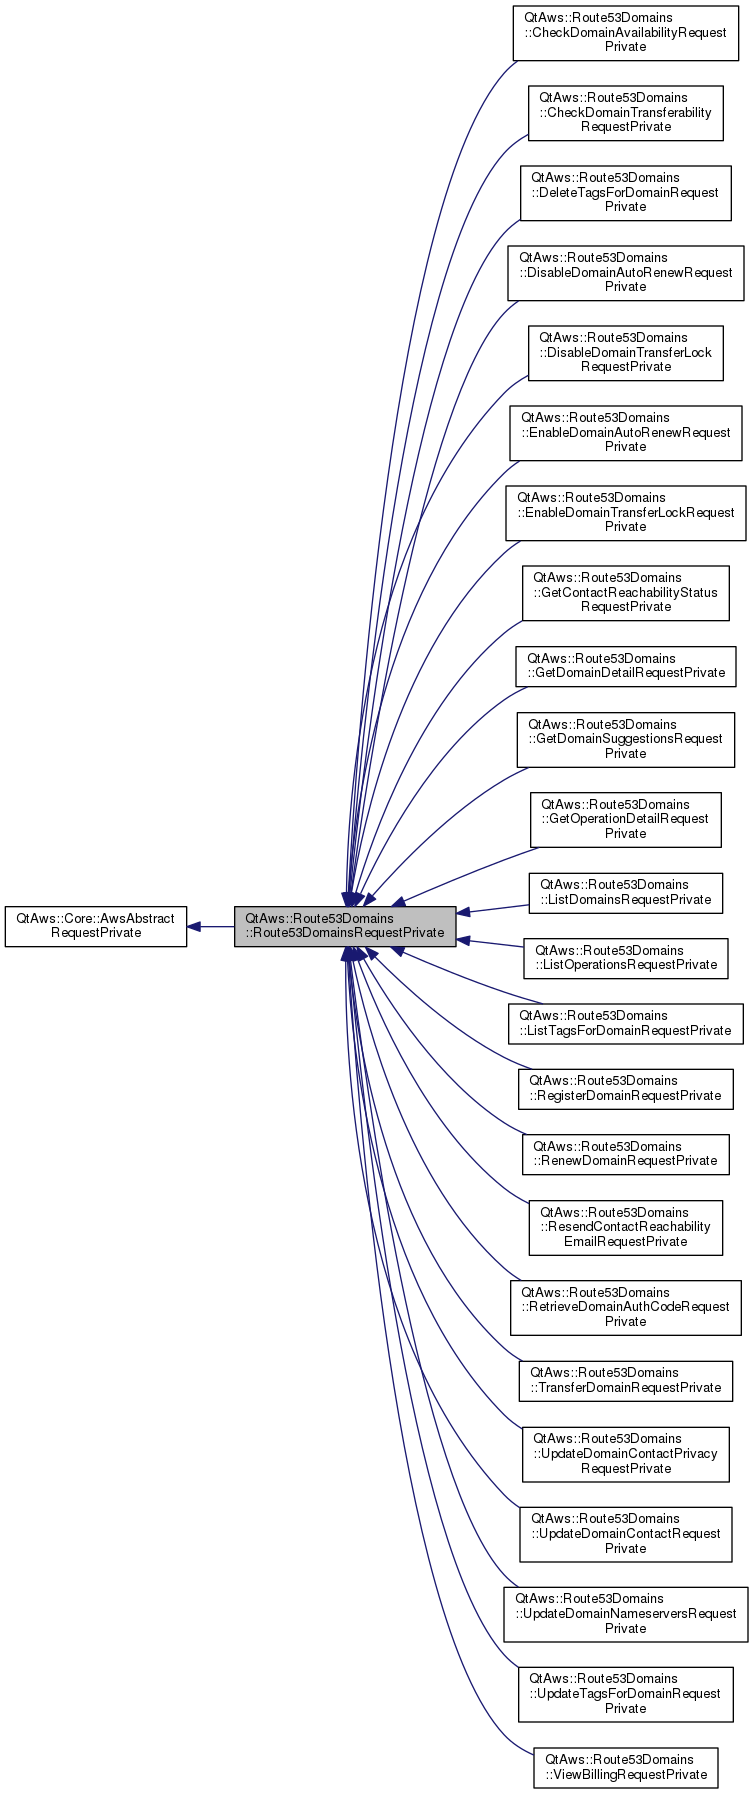 QtAws::Route53Domains
::CheckDomainAvailabilityRequest
Private
QtAws::Route53Domains
::CheckDomainTransferability
RequestPrivate
QtAws::Route53Domains
::DeleteTagsForDomainRequest
Private
QtAws::Route53Domains
::DisableDomainAutoRenewRequest
Private
QtAws::Route53Domains
::DisableDomainTransferLock
RequestPrivate
QtAws::Route53Domains
::EnableDomainAutoRenewRequest
Private
QtAws::Route53Domains
::EnableDomainTransferLockRequest
Private
QtAws::Route53Domains
::GetContactReachabilityStatus
RequestPrivate
QtAws::Route53Domains
::GetDomainDetailRequestPrivate
QtAws::Route53Domains
::GetDomainSuggestionsRequest
Private
QtAws::Route53Domains
::GetOperationDetailRequest
Private
QtAws::Route53Domains
::ListDomainsRequestPrivate
QtAws::Core::AwsAbstract
RequestPrivate
QtAws::Route53Domains
::Route53DomainsRequestPrivate
QtAws::Route53Domains
::ListOperationsRequestPrivate
QtAws::Route53Domains
::ListTagsForDomainRequestPrivate
QtAws::Route53Domains
::RegisterDomainRequestPrivate
QtAws::Route53Domains
::RenewDomainRequestPrivate
QtAws::Route53Domains
::ResendContactReachability
EmailRequestPrivate
QtAws::Route53Domains
::RetrieveDomainAuthCodeRequest
Private
QtAws::Route53Domains
::TransferDomainRequestPrivate
QtAws::Route53Domains
::UpdateDomainContactPrivacy
RequestPrivate
QtAws::Route53Domains
::UpdateDomainContactRequest
Private
QtAws::Route53Domains
::UpdateDomainNameserversRequest
Private
QtAws::Route53Domains
::UpdateTagsForDomainRequest
Private
QtAws::Route53Domains
::ViewBillingRequestPrivate